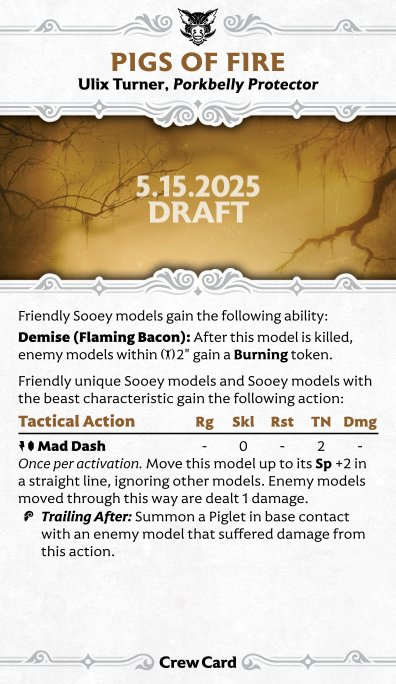 PIGS OF FIRE
Ulix Turner, Porkbelly Protector
5.15.2025
DRAFT
Friendly Sooey models gain the following ability:
Demise (Flaming Bacon): After this model is killed,
enemy models within 2" gain a Burning token.
Friendly unique Sooey models and Sooey models with
the beast characteristic gain the following action:
Tactical Action Rg Skl Rst TN Dmg
Mad Dash - 0 - 2 -
Once per activation. Move this model up to its Sp +2 in
a straight line, ignoring other models. Enemy models
moved through this way are dealt 1 damage.
Trailing After: Summon a Piglet in base contact
with an enemy model that suffered damage from
this action.
Crew Card